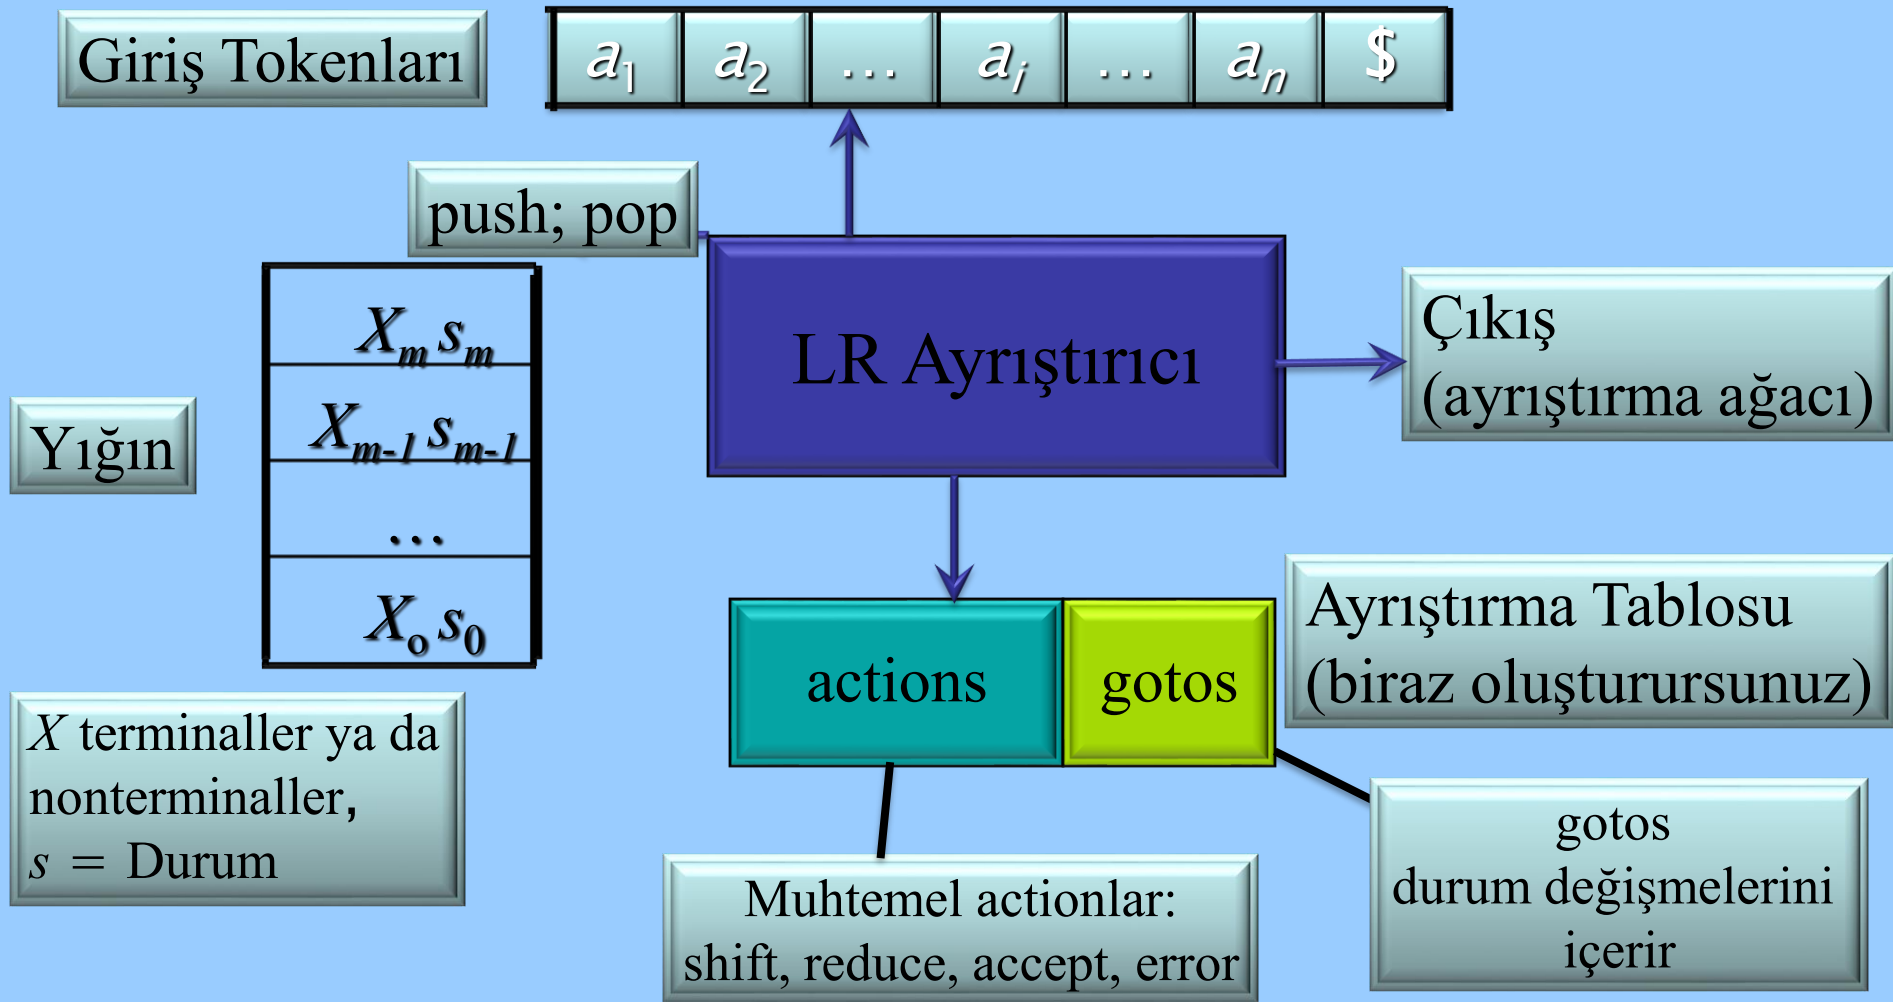 Giriş Tokenları
a1 a2 … ai … an $
push; pop
Xm sm
Xm-1 sm-1
…
Xo s0
Yığın
LR Ayrıştırıcı
Çıkış
(ayrıştırma ağacı)
actions
gotos
Ayrıştırma Tablosu
(biraz oluşturursunuz)
X terminaller ya da
nonterminaller,
s = Durum
Muhtemel actionlar:
shift, reduce, accept, error
gotos
durum değişmelerini
içerir